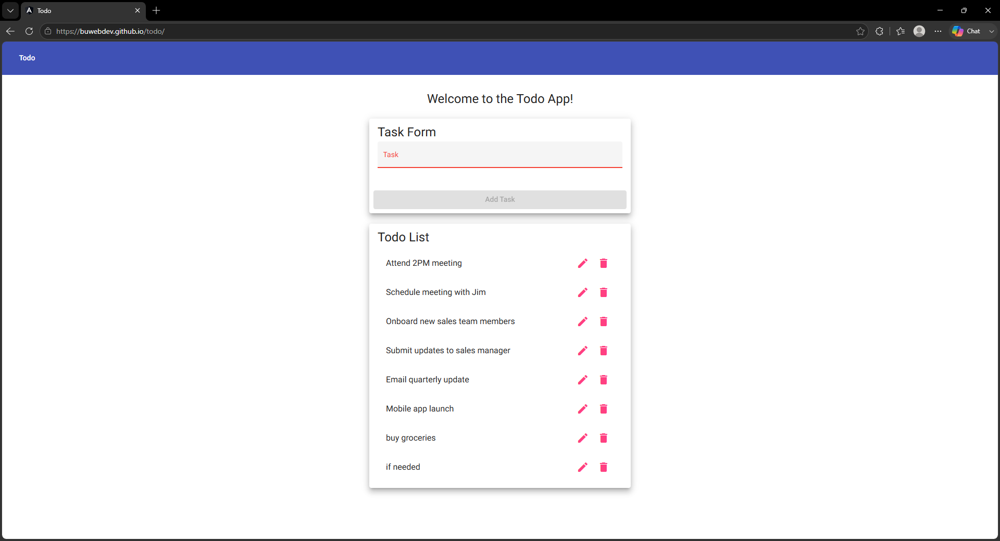 Todo
https://buwebdev.github.io/todo/
Chat
Todo
Welcome to the Todo App!
Task Form
Task
Add Task
Todo List
Attend 2PM meeting
Schedule meeting with Jim
Onboard new sales team members
Submit updates to sales manager
Email quarterly update
Mobile app launch
buy groceries
if needed